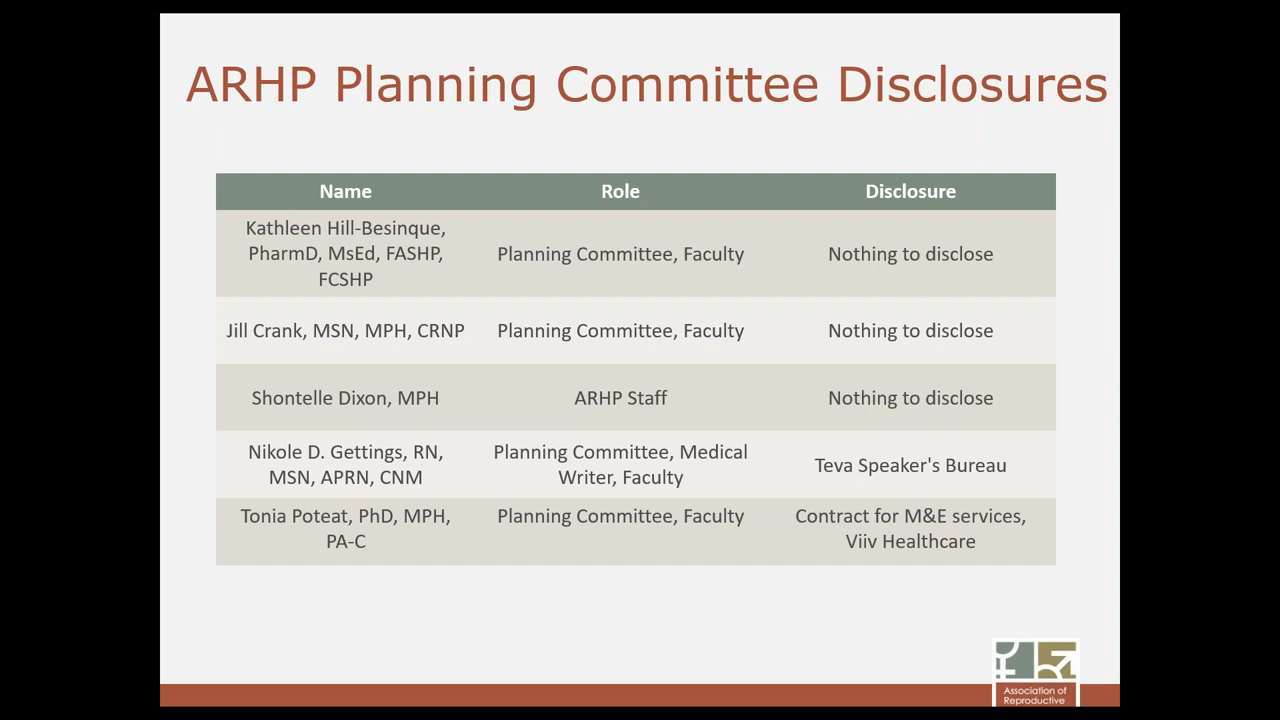 ARHP Planning Committee Disclosures
Name Role Disclosure
Kathleen Hill-Besinque,
PharmD, MsEd, FASHP,
FCSHP
Planning Committee, Faculty
Nothing to disclose
Jill Crank, MSN, MPH, CRNP
Planning Committee, Faculty
Nothing to disclose
Shontelle Dixon, MPH
ARHP Staff
Nothing to disclose
Nikole D. Gettings, RN,
MSN, APRN, CNM
Planning Committee, Medical
Writer, Faculty
Teva Speaker's Bureau
Tonia Poteat, PhD, MPH,
PA-C
Planning Committee, Faculty
Contract for M&E services,
Viiv Healthcare
Association of
Reproductive